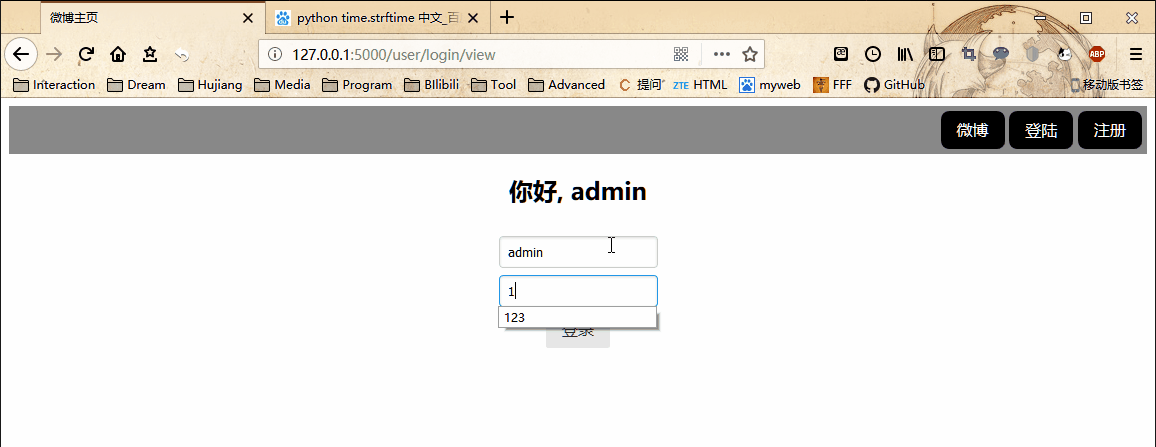 微博主页
python time.strftime 中文_百
127.0.0.1:5000/user/login/view
ABP
Interaction Dream Hujiang Media Program BIlibili Tool Advanced C 提问 ZTE HTML myweb FFF GitHub 移动版书签
微博 登陆 注册
你好, admin
admin
1
123
登录